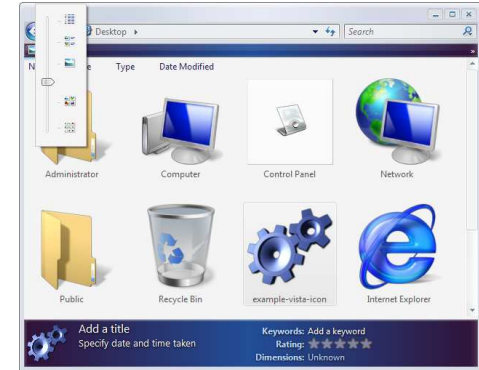 Desktop
Search
N
e
Type
Date Modified
Administrator
Computer
Control Panel
Network
Public
Recycle Bin
example-vista-icon
Internet Explorer
Add a title
Specify date and time taken
Keywords: Add a keyword
Rating:
Dimensions: Unknown